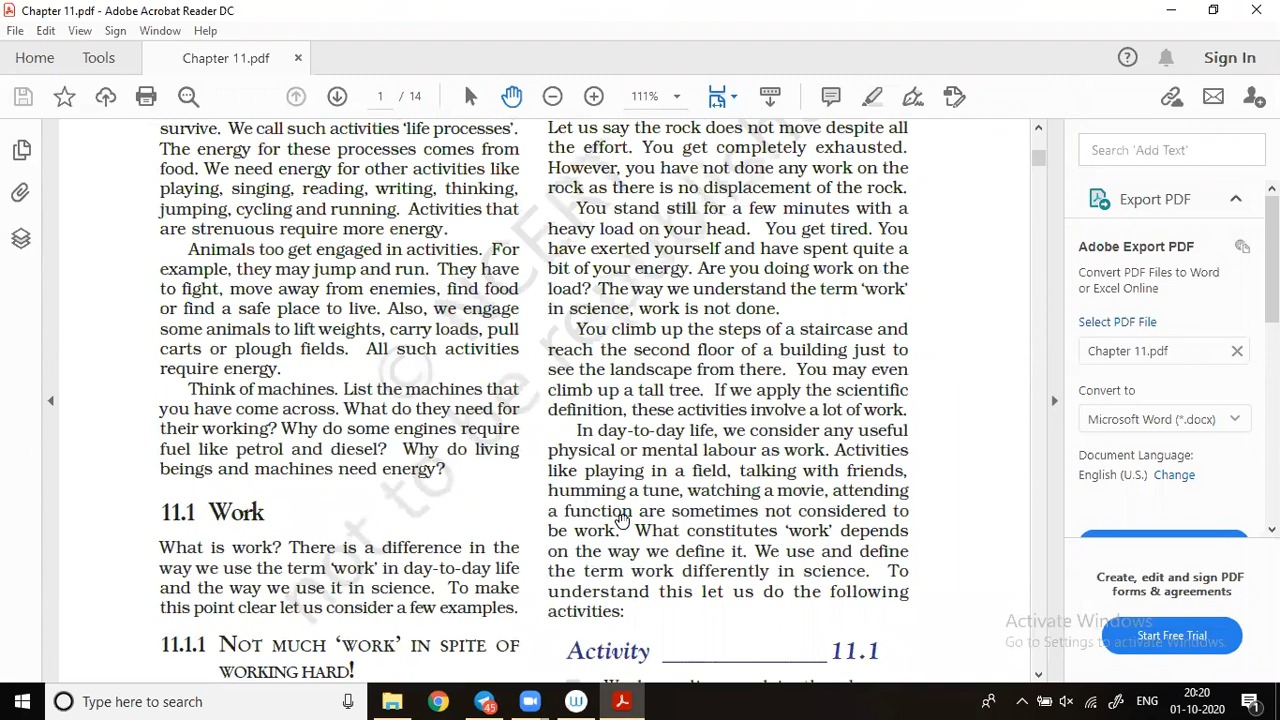 Chapter 11.pdf - Adobe Acrobat Reader DC
File Edit View Sign Window Help
Home Tools Chapter 11.pdf × Sign In
1 / 14 111%
survive. We call such activities ‘life processes’.
The energy for these processes comes from
food. We need energy for other activities like
playing, singing, reading, writing, thinking,
jumping, cycling and running. Activities that
are strenuous require more energy.
Animals too get engaged in activities. For
example, they may jump and run. They have
to fight, move away from enemies, find food
or find a safe place to live. Also, we engage
some animals to lift weights, carry loads, pull
carts or plough fields. All such activities
require energy.
Think of machines. List the machines that
you have come across. What do they need for
their working? Why do some engines require
fuel like petrol and diesel? Why do living
beings and machines need energy?
11.1 Work
What is work? There is a difference in the
way we use the term ‘work’ in day-to-day life
and the way we use it in science. To make
this point clear let us consider a few examples.
11.1.1 NOT MUCH ‘WORK’ IN SPITE OF
WORKING HARD!
Let us say the rock does not move despite all
the effort. You get completely exhausted.
However, you have not done any work on the
rock as there is no displacement of the rock.
You stand still for a few minutes with a
heavy load on your head. You get tired. You
have exerted yourself and have spent quite a
bit of your energy. Are you doing work on the
load? The way we understand the term ‘work’
in science, work is not done.
You climb up the steps of a staircase and
reach the second floor of a building just to
see the landscape from there. You may even
climb up a tall tree. If we apply the scientific
definition, these activities involve a lot of work.
In day-to-day life, we consider any useful
physical or mental labour as work. Activities
like playing in a field, talking with friends,
humming a tune, watching a movie, attending
a function are sometimes not considered to
be work. What constitutes ‘work’ depends
on the way we define it. We use and define
the term work differently in science. To
understand this let us do the following
activities:
Activity ______________ 11.1
© NCERT
not to be republish
Search 'Add Text'
Export PDF
Adobe Export PDF
Convert PDF Files to Word
or Excel Online
Select PDF File
Chapter 11.pdf
Convert to
Microsoft Word (*.docx)
Document Language:
English (U.S.) Change
Create, edit and sign PDF
forms & agreements
Start Free Trial
Activate Windows
Go to Settings to activate Windows.
Type here to search
45
ENG
20:20
01-10-2020
1